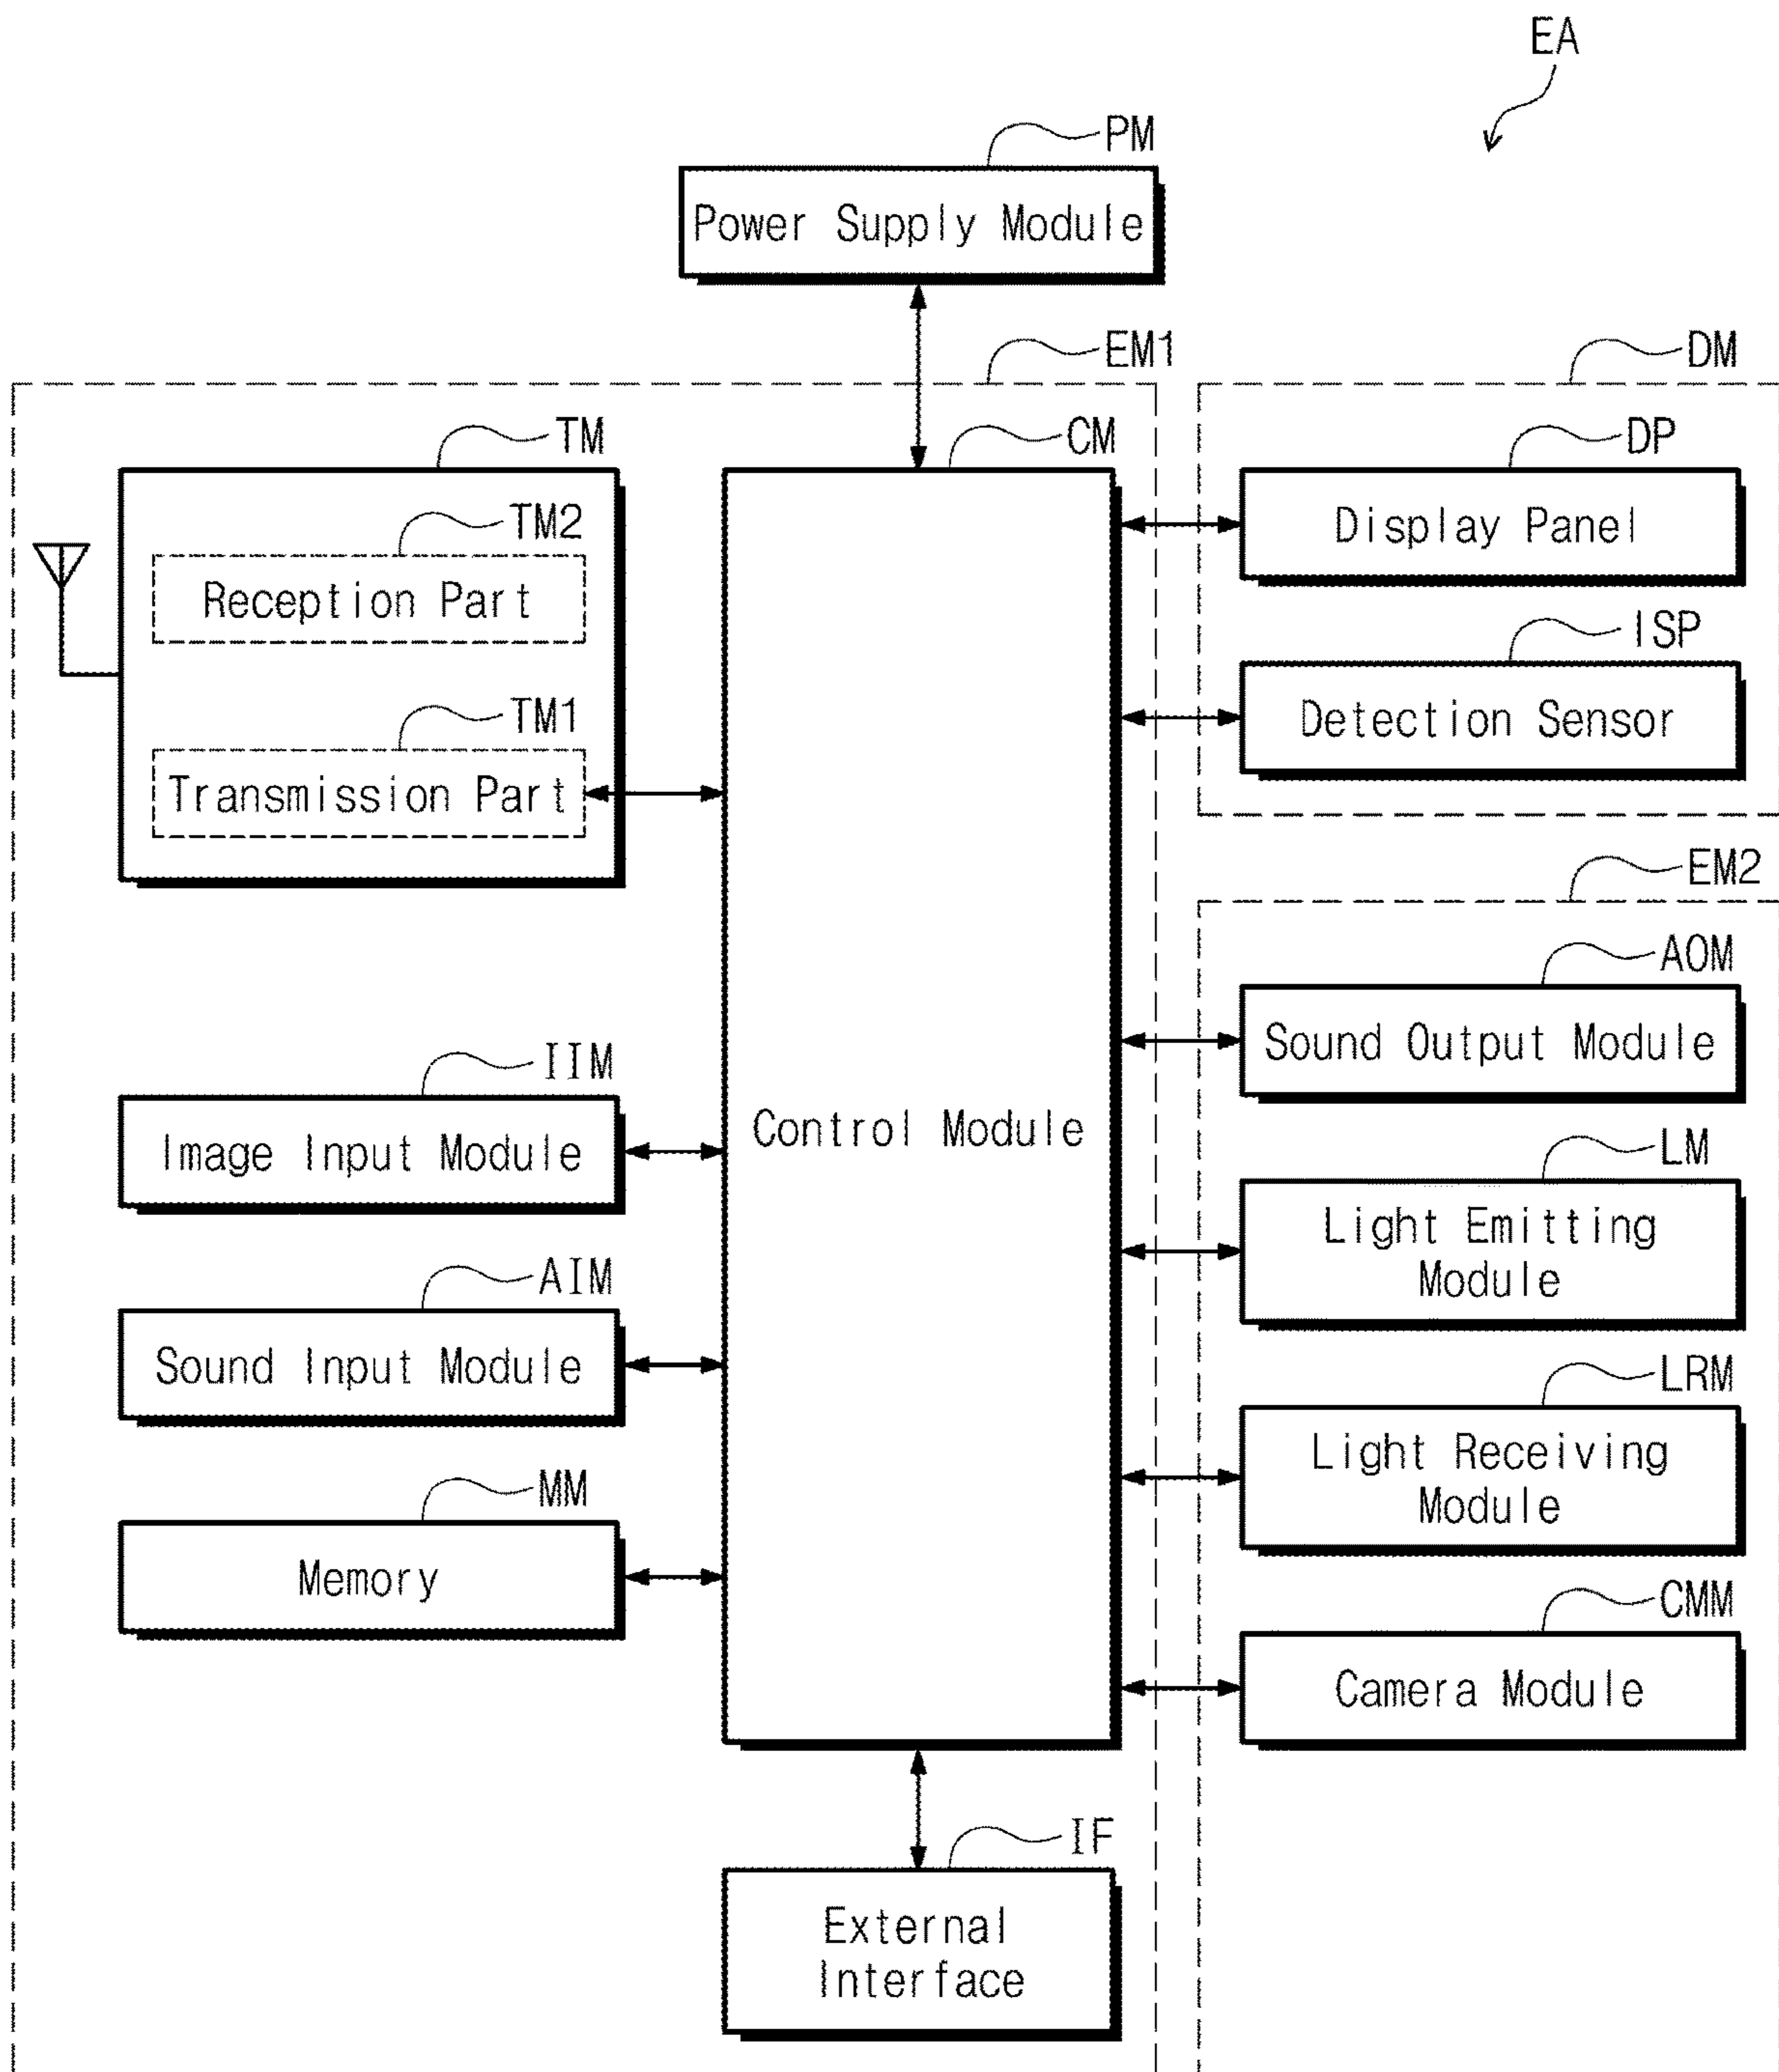 EA
PM
Power Supply Module
EM1
DM
TM
CM
DP
TM2
Reception Part
Display Panel
ISP
TM1
Transmission Part
Detection Sensor
EM2
AOM
Sound Output Module
IIM
Image Input Module
Control Module
LM
Light Emitting
Module
AIM
Sound Input Module
LRM
Light Receiving
Module
MM
Memory
CMM
Camera Module
IF
External
Interface